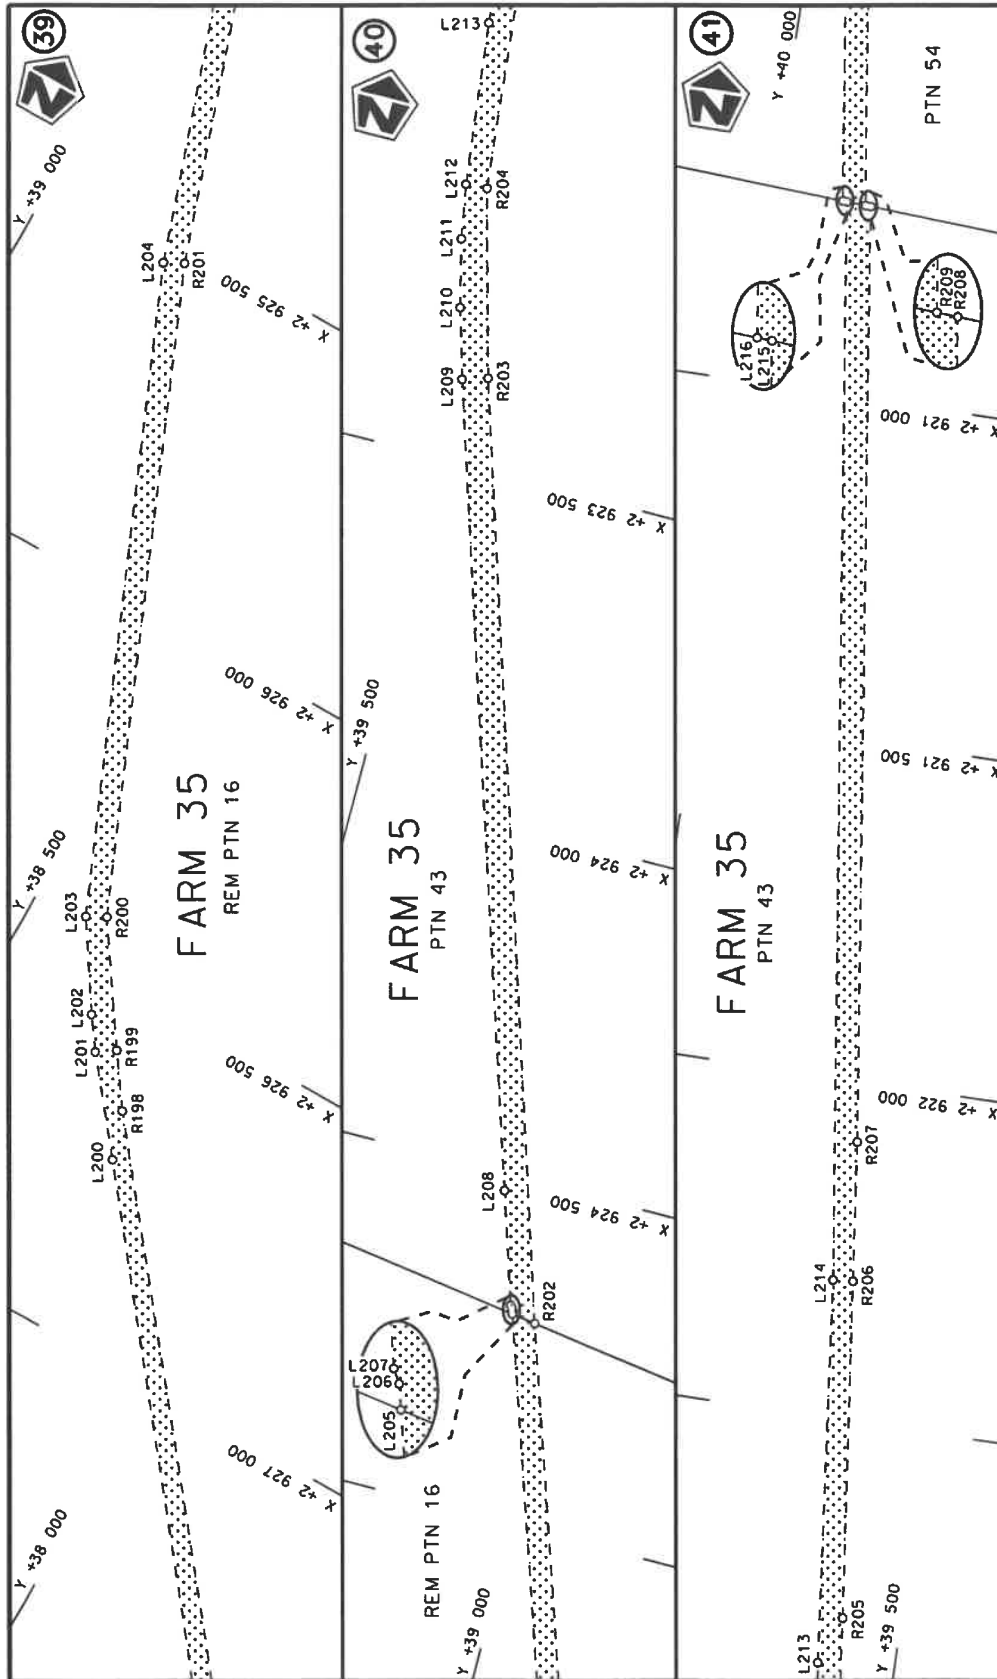 39
Y +38 000
Y +38 500
Y +39 000
L200
L201
L202
L203
L204
R198
R199
R200
R201
FARM 35
REM PTN 16
X +2 927 000
X +2 926 500
X +2 926 000
X +2 925 500
40
Y +39 000
Y +39 500
REM PTN 16
L205
L206
L207
L208
L209
L210
L211
L212
L213
R202
R203
R204
FARM 35
PTN 43
X +2 924 500
X +2 924 000
X +2 923 500
41
Y +39 500
Y +40 000
L213
L214
L215
L216
R205
R206
R207
R208
R209
FARM 35
PTN 43
PTN 54
X +2 922 000
X +2 921 500
X +2 921 000